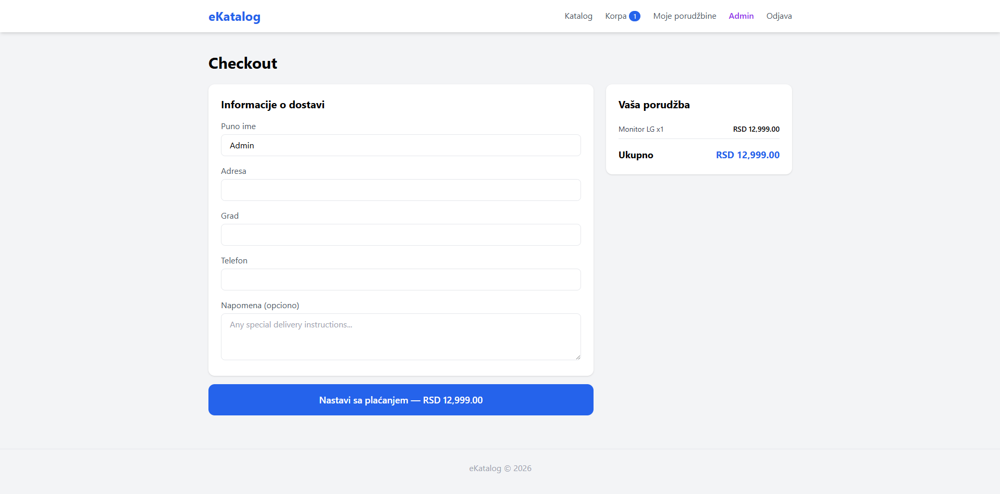 eKatalog
Katalog Korpa 1 Moje porudžbine Admin Odjava
Checkout
Informacije o dostavi
Puno ime
Admin
Adresa
Grad
Telefon
Napomena (opciono)
Any special delivery instructions...
Nastavi sa plaćanjem — RSD 12,999.00
Vaša porudžba
Monitor LG x1 RSD 12,999.00
Ukupno RSD 12,999.00
eKatalog © 2026